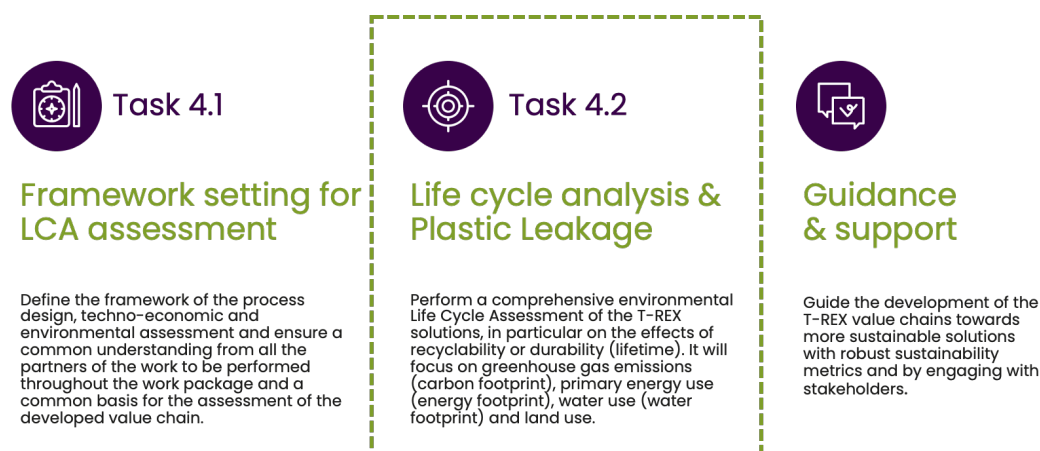 Task 4.1
Framework setting for
LCA assessment
Define the framework of the process
design, techno-economic and
environmental assessment and ensure a
common understanding from all the
partners of the work to be performed
throughout the work package and a
common basis for the assessment of the
developed value chain.
Task 4.2
Life cycle analysis &
Plastic Leakage
Perform a comprehensive environmental
Life Cycle Assessment of the T-REX
solutions, in particular on the effects of
recyclability or durability (lifetime). It will
focus on greenhouse gas emissions
(carbon footprint), primary energy use
(energy footprint), water use (water
footprint) and land use.
Guidance
& support
Guide the development of the
T-REX value chains towards
more sustainable solutions
with robust sustainability
metrics and by engaging with
stakeholders.